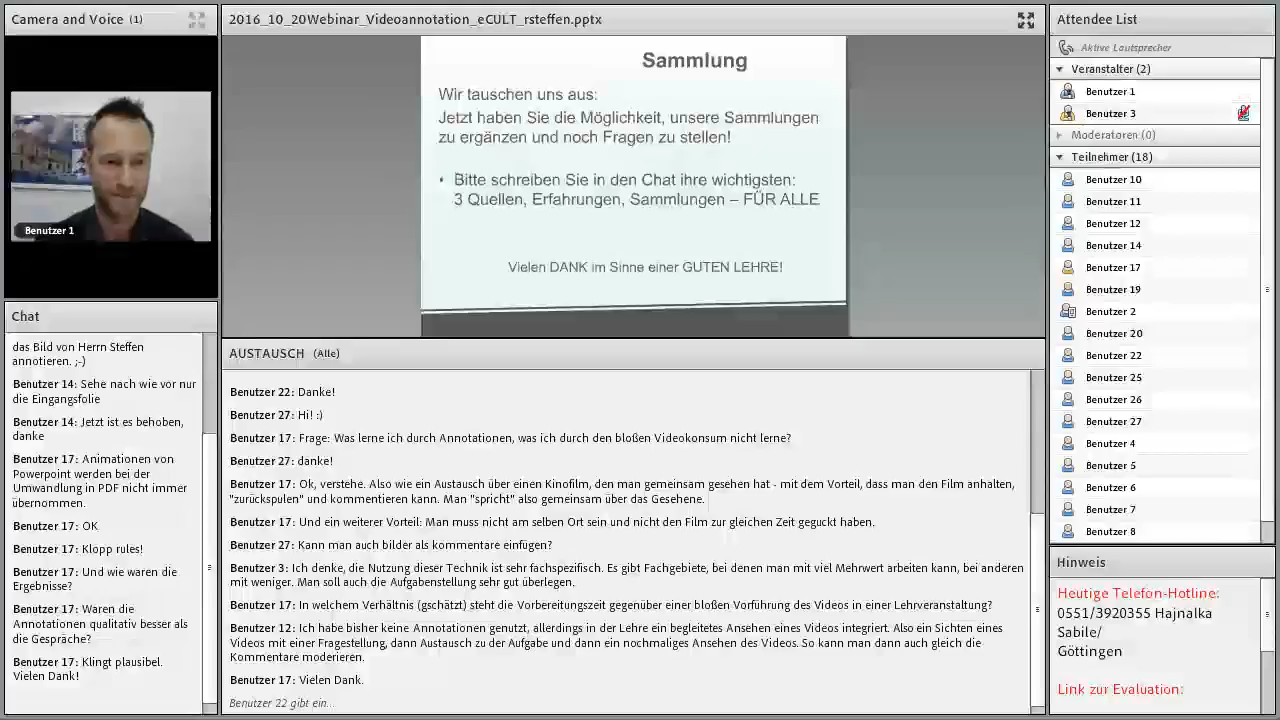 Camera and Voice (1)
Benutzer 1
Chat
das Bild von Herrn Steffen
annotieren. ;-)
Benutzer 14: Sehe nach wie vor nur
die Eingangsfolie
Benutzer 14: Jetzt ist es behoben,
danke
Benutzer 17: Animationen von
Powerpoint werden bei der
Umwandlung in PDF nicht immer
übernommen.
Benutzer 17: OK
Benutzer 17: Klopp rules!
Benutzer 17: Und wie waren die
Ergebnisse?
Benutzer 17: Waren die
Annotationen qualitativ besser als
die Gespräche?
Benutzer 17: Klingt plausibel.
Vielen Dank!
2016_10_20Webinar_Videoannotation_eCULT_rsteffen.pptx
Sammlung
Wir tauschen uns aus:
Jetzt haben Sie die Möglichkeit, unsere Sammlungen
zu ergänzen und noch Fragen zu stellen!
• Bitte schreiben Sie in den Chat ihre wichtigsten:
3 Quellen, Erfahrungen, Sammlungen – FÜR ALLE
Vielen DANK im Sinne einer GUTEN LEHRE!
AUSTAUSCH (Alle)
Benutzer 22: Danke!
Benutzer 27: Hi! :)
Benutzer 17: Frage: Was lerne ich durch Annotationen, was ich durch den bloßen Videokonsum nicht lerne?
Benutzer 27: danke!
Benutzer 17: Ok, verstehe. Also wie ein Austausch über einen Kinofilm, den man gemeinsam gesehen hat - mit dem Vorteil, dass man den Film anhalten,
"zurückspulen" und kommentieren kann. Man "spricht" also gemeinsam über das Gesehene.
Benutzer 17: Und ein weiterer Vorteil: Man muss nicht am selben Ort sein und nicht den Film zur gleichen Zeit geguckt haben.
Benutzer 27: Kann man auch bilder als kommentare einfügen?
Benutzer 3: Ich denke, die Nutzung dieser Technik ist sehr fachspezifisch. Es gibt Fachgebiete, bei denen man mit viel Mehrwert arbeiten kann, bei anderen
mit weniger. Man soll auch die Aufgabenstellung sehr gut überlegen.
Benutzer 17: In welchem Verhältnis (gschätzt) steht die Vorbereitungszeit gegenüber einer bloßen Vorführung des Videos in einer Lehrveranstaltung?
Benutzer 12: Ich habe bisher keine Annotationen genutzt, allerdings in der Lehre ein begleitetes Ansehen eines Videos integriert. Also ein Sichten eines
Videos mit einer Fragestellung, dann Austausch zu der Aufgabe und dann ein nochmaliges Ansehen des Videos. So kann man dann auch gleich die
Kommentare moderieren.
Benutzer 17: Vielen Dank.
Benutzer 22 gibt ein...
Attendee List
Aktive Lautsprecher
Veranstalter (2)
Benutzer 1
Benutzer 3
Moderatoren (0)
Teilnehmer (18)
Benutzer 10
Benutzer 11
Benutzer 12
Benutzer 14
Benutzer 17
Benutzer 19
Benutzer 2
Benutzer 20
Benutzer 22
Benutzer 25
Benutzer 26
Benutzer 27
Benutzer 4
Benutzer 5
Benutzer 6
Benutzer 7
Benutzer 8
Hinweis
Heutige Telefon-Hotline:
0551/3920355 Hajnalka
Sabile/
Göttingen
Link zur Evaluation: